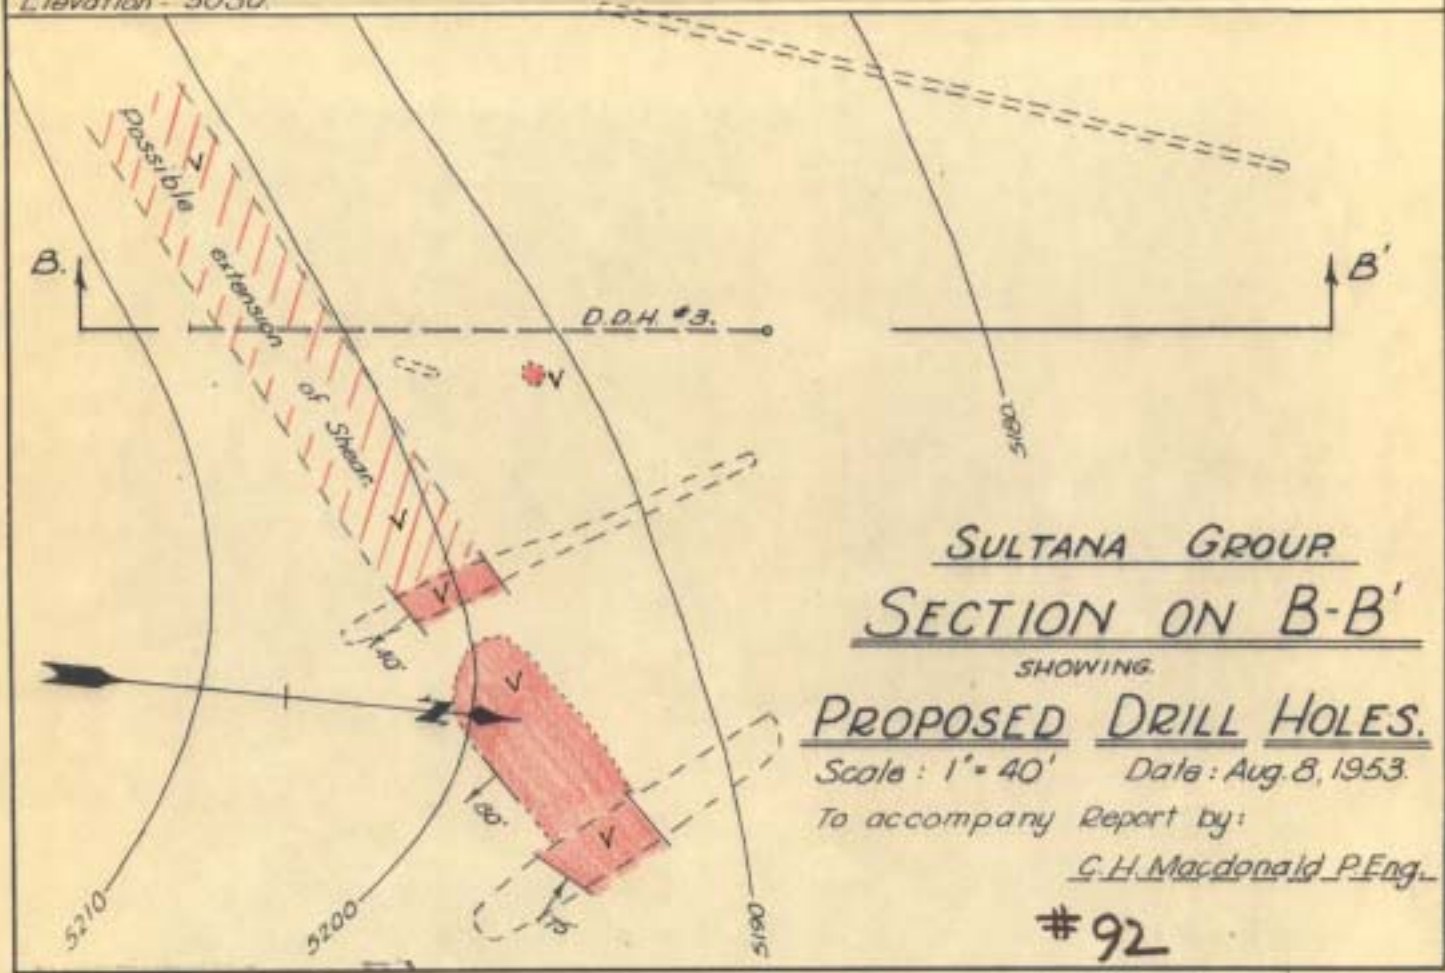 Elevation - 5050.
Possible
extension
of Shear.
V
V
V
V
V
V
B.
B'
D.D.H. #3.
40°
80°
75°
5210
5200
5190
5180
SULTANA GROUP.
SECTION ON B-B'
SHOWING.
PROPOSED DRILL HOLES.
Scale: 1" = 40' Date: Aug. 8, 1953.
To accompany Report by:
C.H. Macdonald P.Eng.
#92